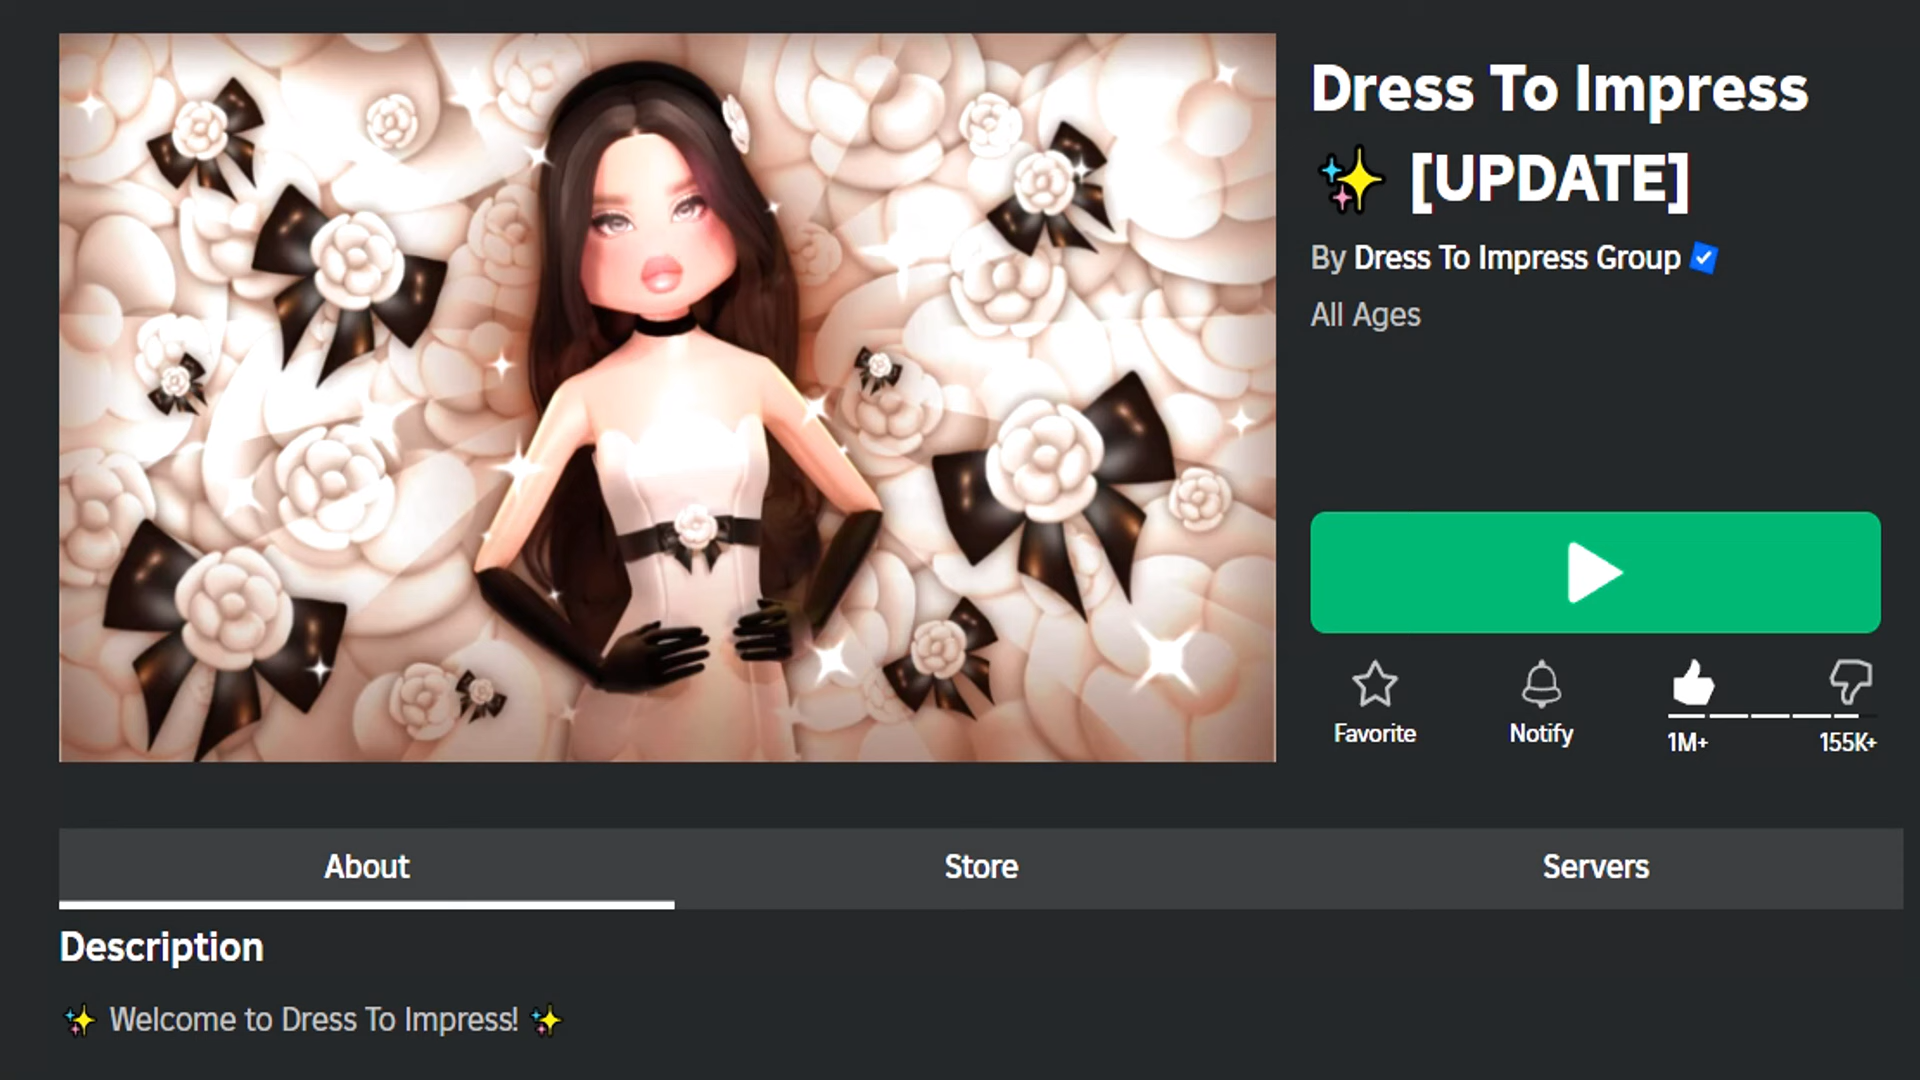 Dress To Impress
✨ [UPDATE]
By Dress To Impress Group
All Ages
Favorite
Notify
1M+
155K+
About
Store
Servers
Description
✨ Welcome to Dress To Impress! ✨